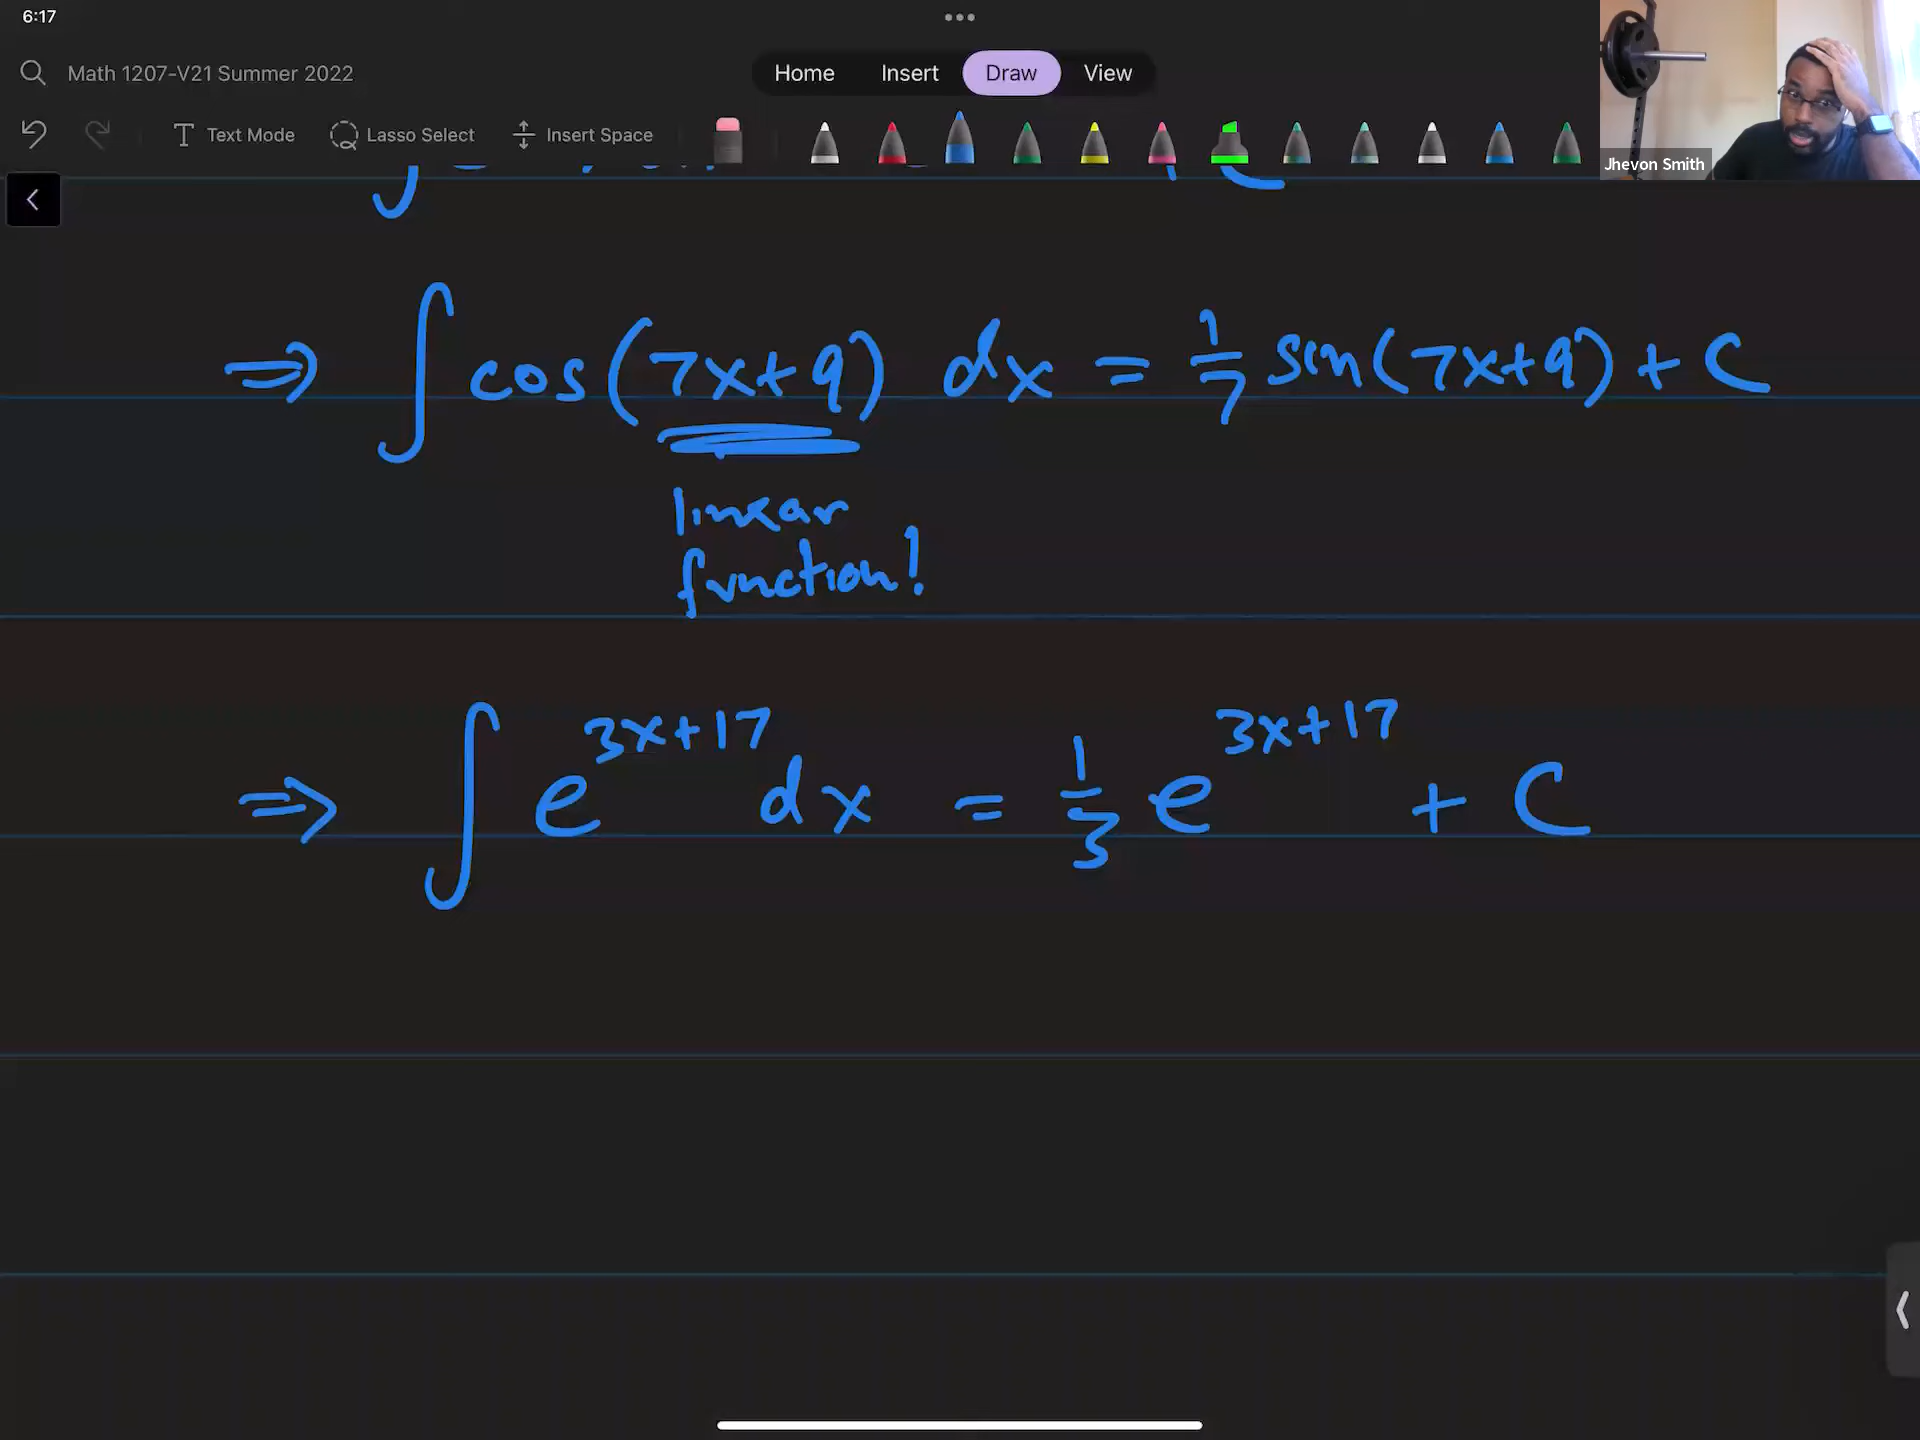 6:17
Math 1207-V21 Summer 2022
Home Insert Draw View
Text Mode Lasso Select Insert Space
Jhevon Smith
⇒ ∫ cos(7x+9) dx = 1/7 sin(7x+9) + C
linear
function!
⇒ ∫ e^{3x+17} dx = 1/3 e^{3x+17} + C